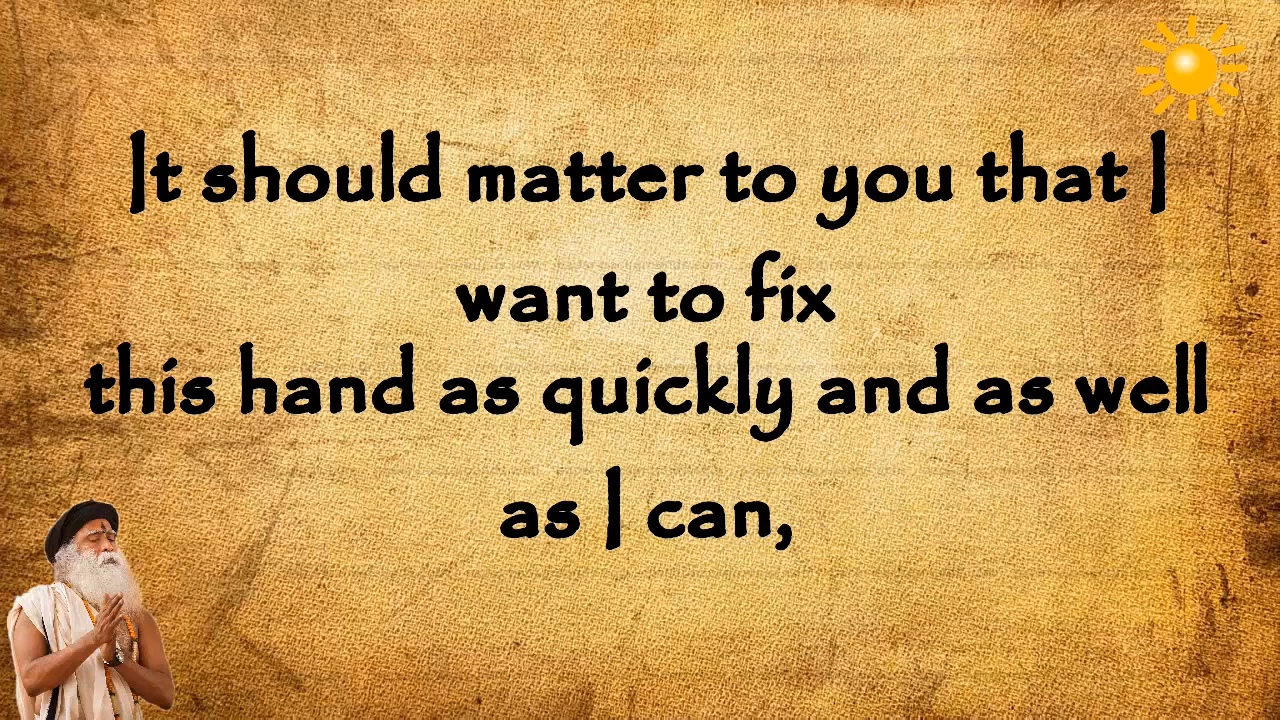 It should matter to you that I
want to fix
this hand as quickly and as well
as I can,